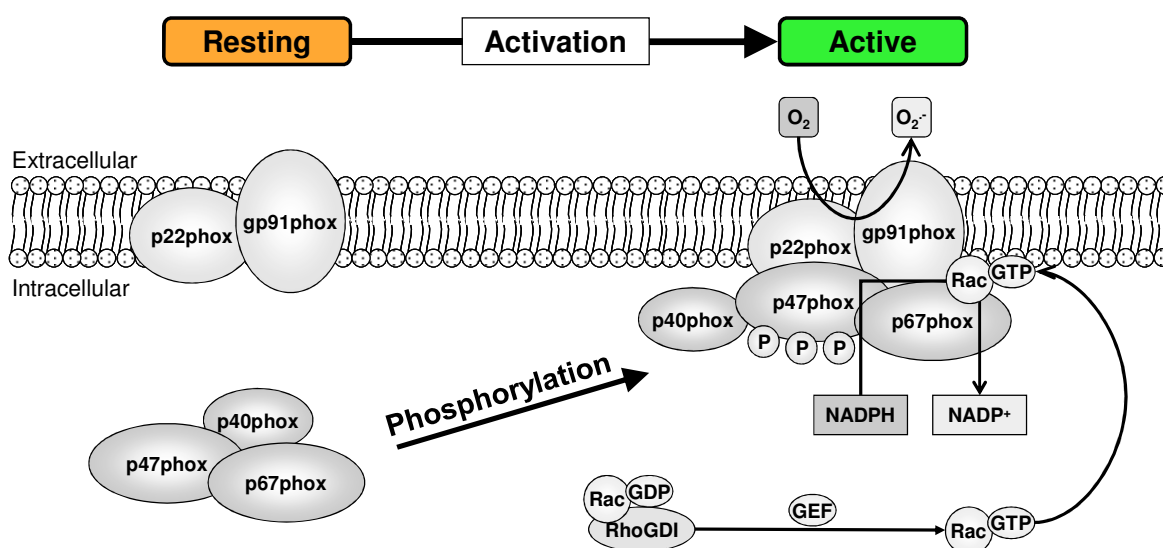 Resting
Activation
Active
O₂
O₂·-
Extracellular
p22phox
gp91phox
Intracellular
p22phox
gp91phox
Rac
GTP
p40phox
p47phox
p67phox
P
P
P
Phosphorylation
NADPH
NADP+
p40phox
p47phox
p67phox
Rac
GDP
RhoGDI
GEF
Rac
GTP